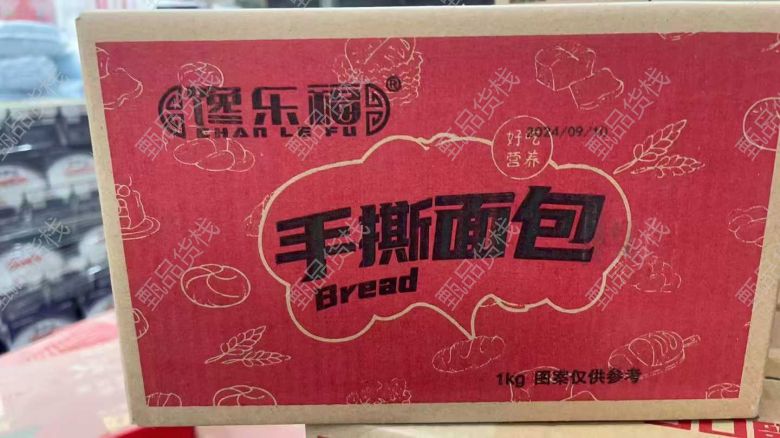 馋乐福®
CHAN LE FU
2024/09/10
好吃
营养
手撕面包
Bread
1kg 图案仅供参考
甄品货栈